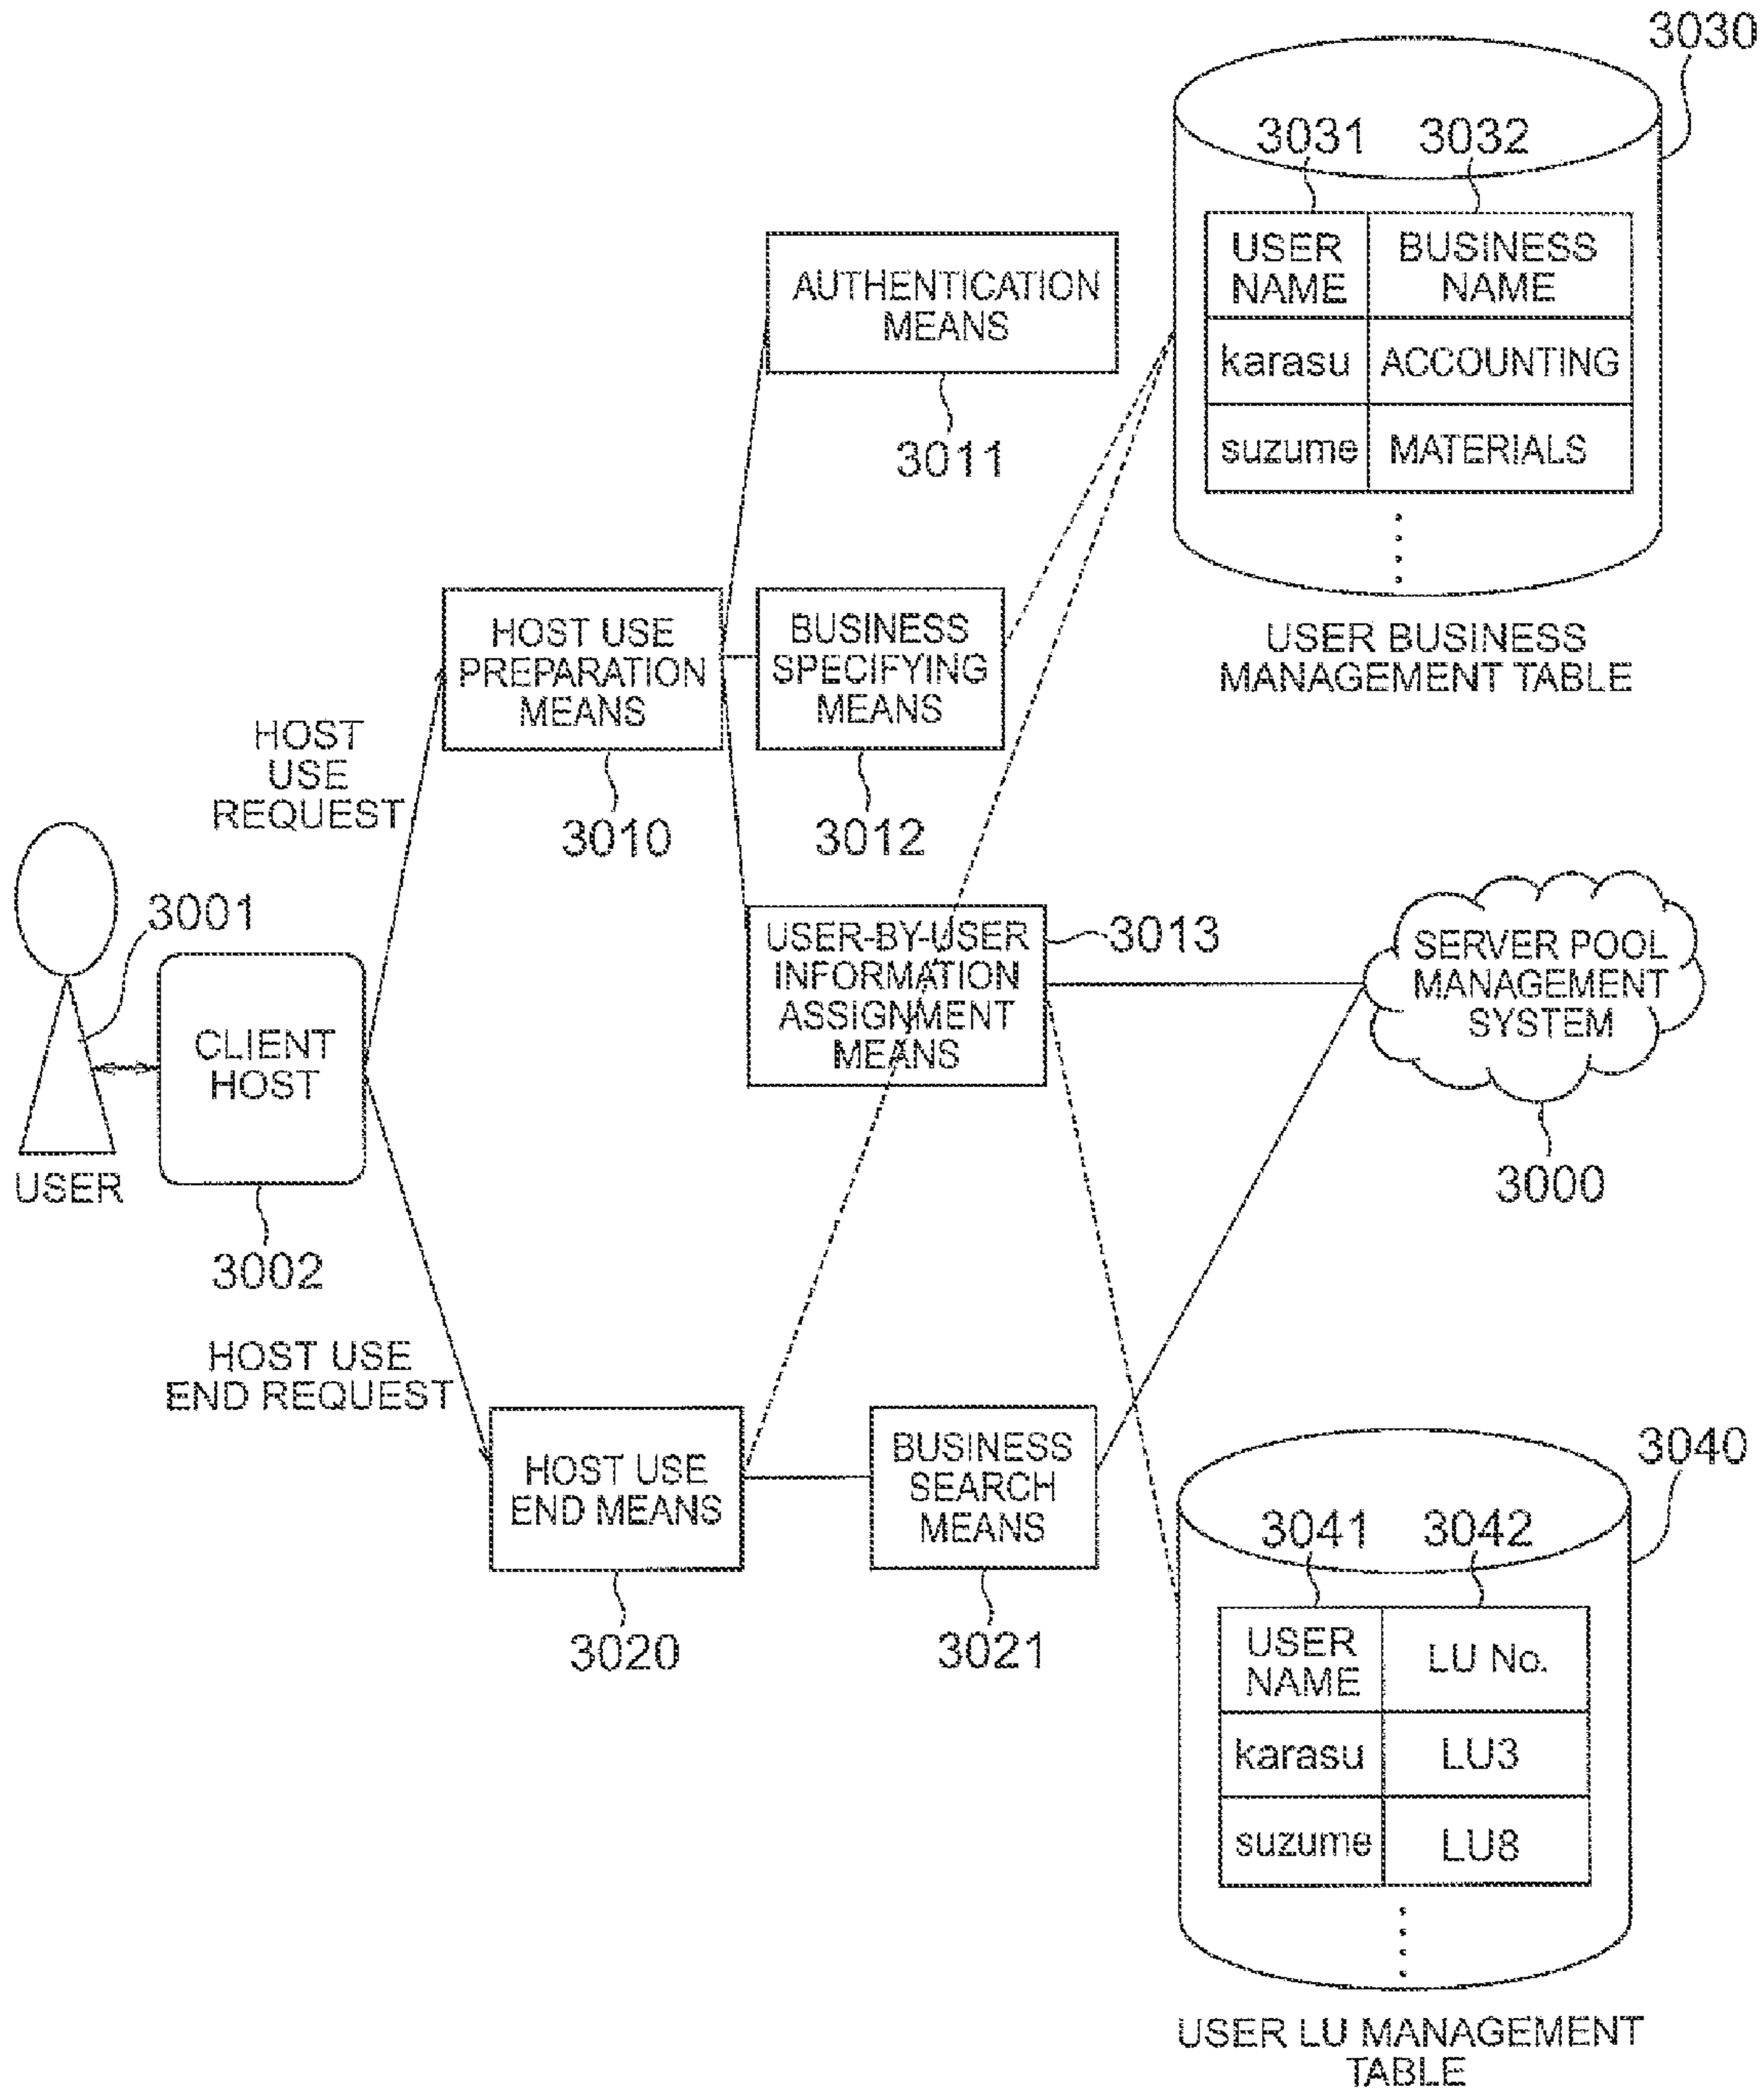 3030
3031 3032
USER NAME
BUSINESS NAME
karasu ACCOUNTING
suzume MATERIALS
USER BUSINESS
MANAGEMENT TABLE
AUTHENTICATION
MEANS
3011
HOST USE
PREPARATION
MEANS
3010
BUSINESS
SPECIFYING
MEANS
3012
HOST
USE
REQUEST
3001
CLIENT
HOST
USER
3002
USER-BY-USER
INFORMATION
ASSIGNMENT
MEANS
3013
SERVER POOL
MANAGEMENT
SYSTEM
3000
HOST USE
END REQUEST
HOST USE
END MEANS
3020
BUSINESS
SEARCH
MEANS
3021
3040
3041 3042
USER
NAME
LU No.
karasu LU3
suzume LU8
USER LU MANAGEMENT
TABLE